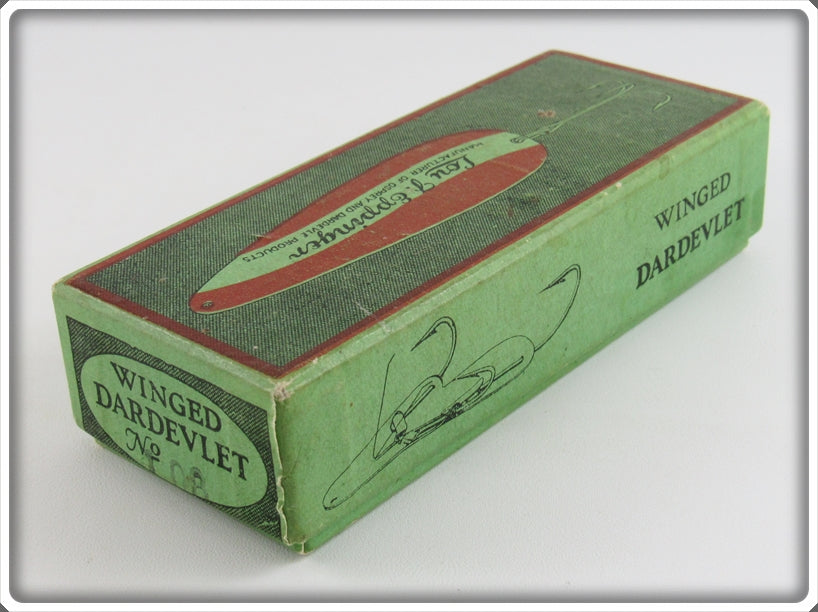 Lou J. Eppinger
MANUFACTURER OF OSPREY AND DARDEVLE PRODUCTS
WINGED
DARDEVLET
WINGED
DARDEVLET
No